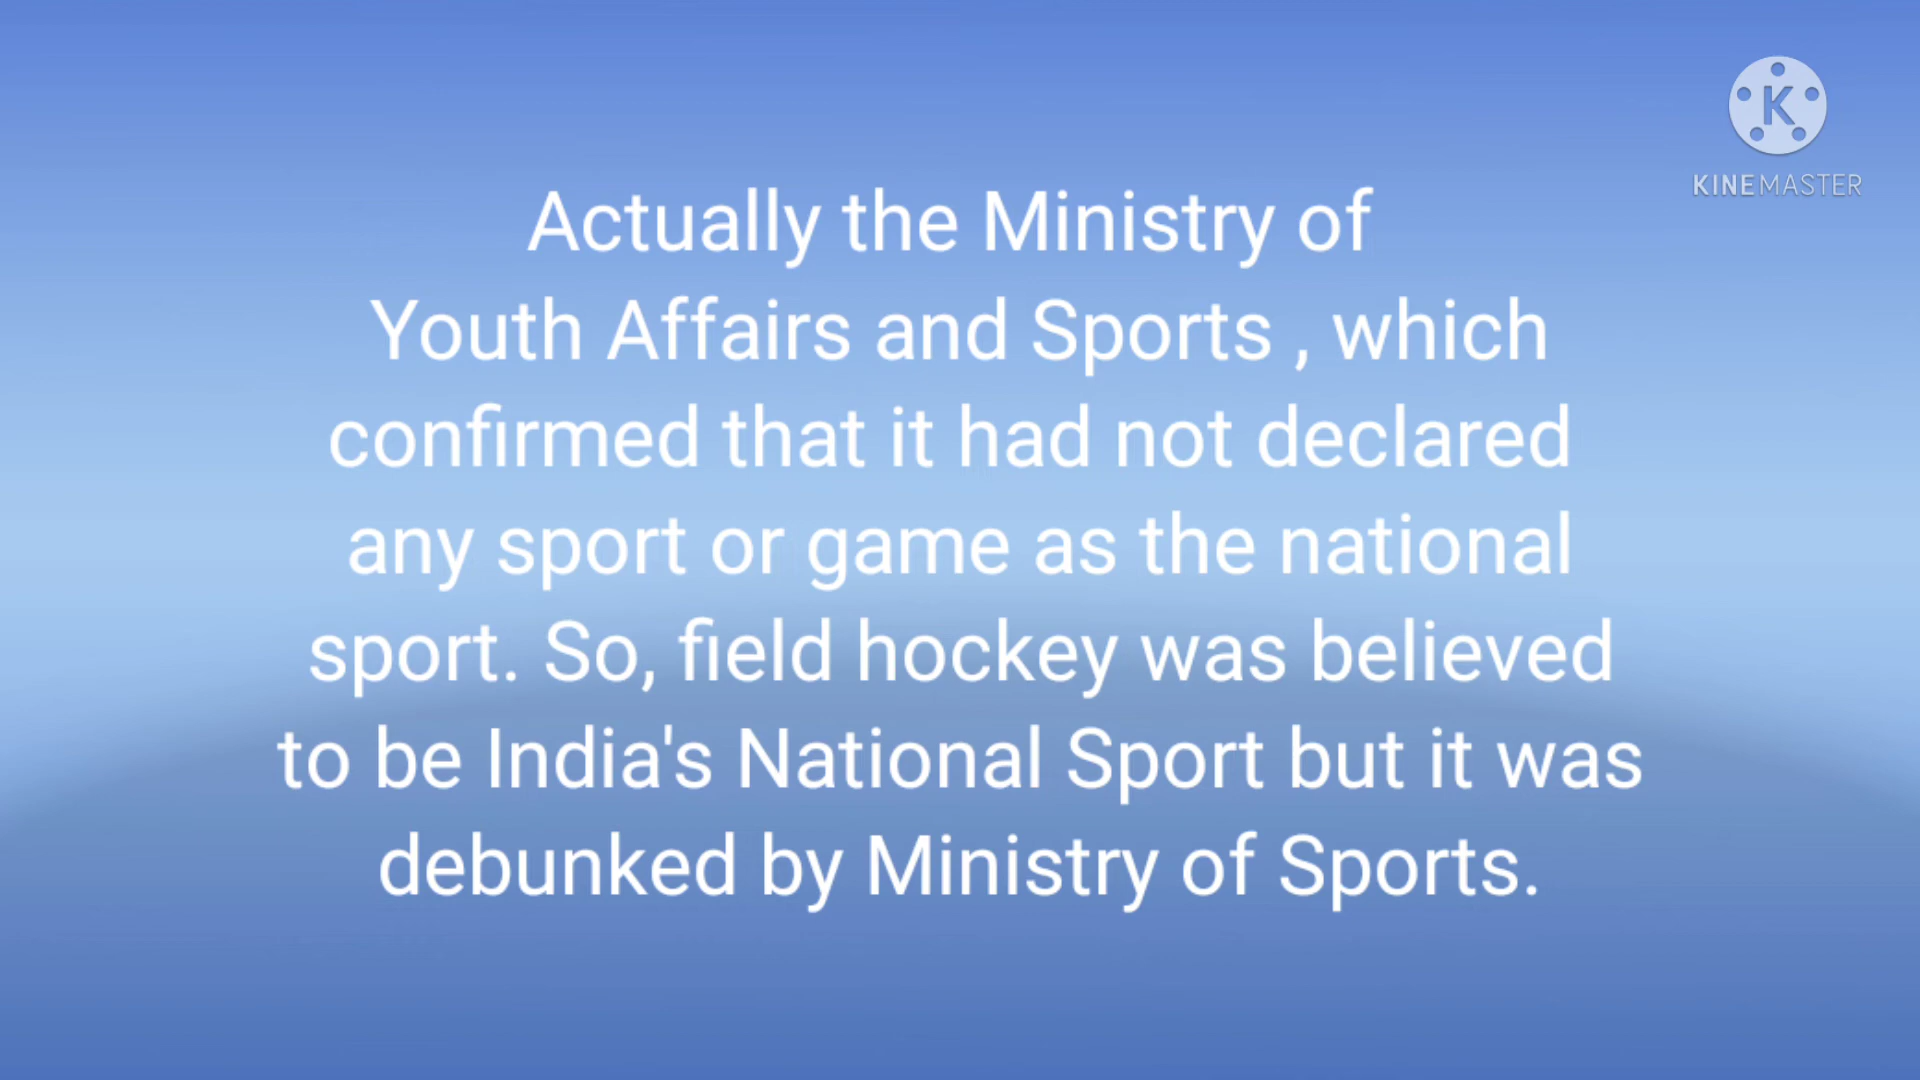 K
KINEMASTER
Actually the Ministry of
Youth Affairs and Sports , which
confirmed that it had not declared
any sport or game as the national
sport. So, field hockey was believed
to be India's National Sport but it was
debunked by Ministry of Sports.